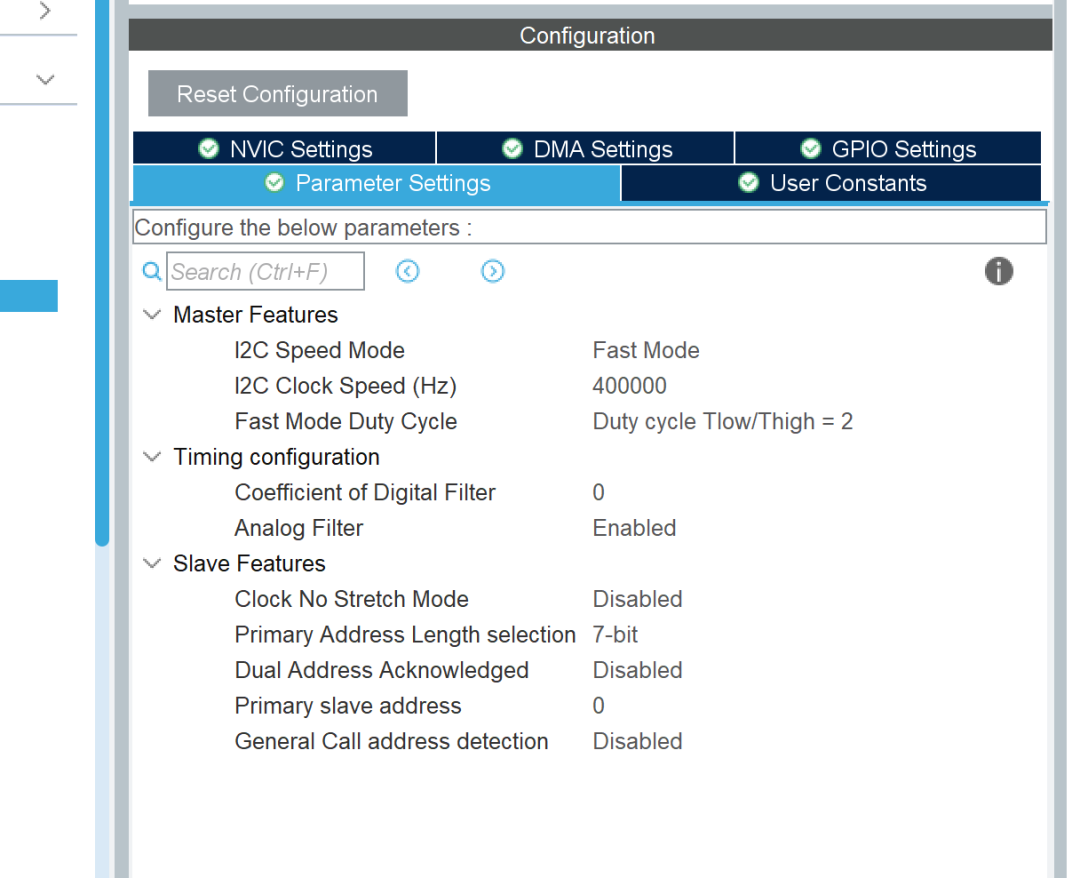 Configuration
Reset Configuration
NVIC Settings DMA Settings GPIO Settings
Parameter Settings User Constants
Configure the below parameters :
Search (Ctrl+F)
Master Features
I2C Speed Mode Fast Mode
I2C Clock Speed (Hz) 400000
Fast Mode Duty Cycle Duty cycle Tlow/Thigh = 2
Timing configuration
Coefficient of Digital Filter 0
Analog Filter Enabled
Slave Features
Clock No Stretch Mode Disabled
Primary Address Length selection 7-bit
Dual Address Acknowledged Disabled
Primary slave address 0
General Call address detection Disabled